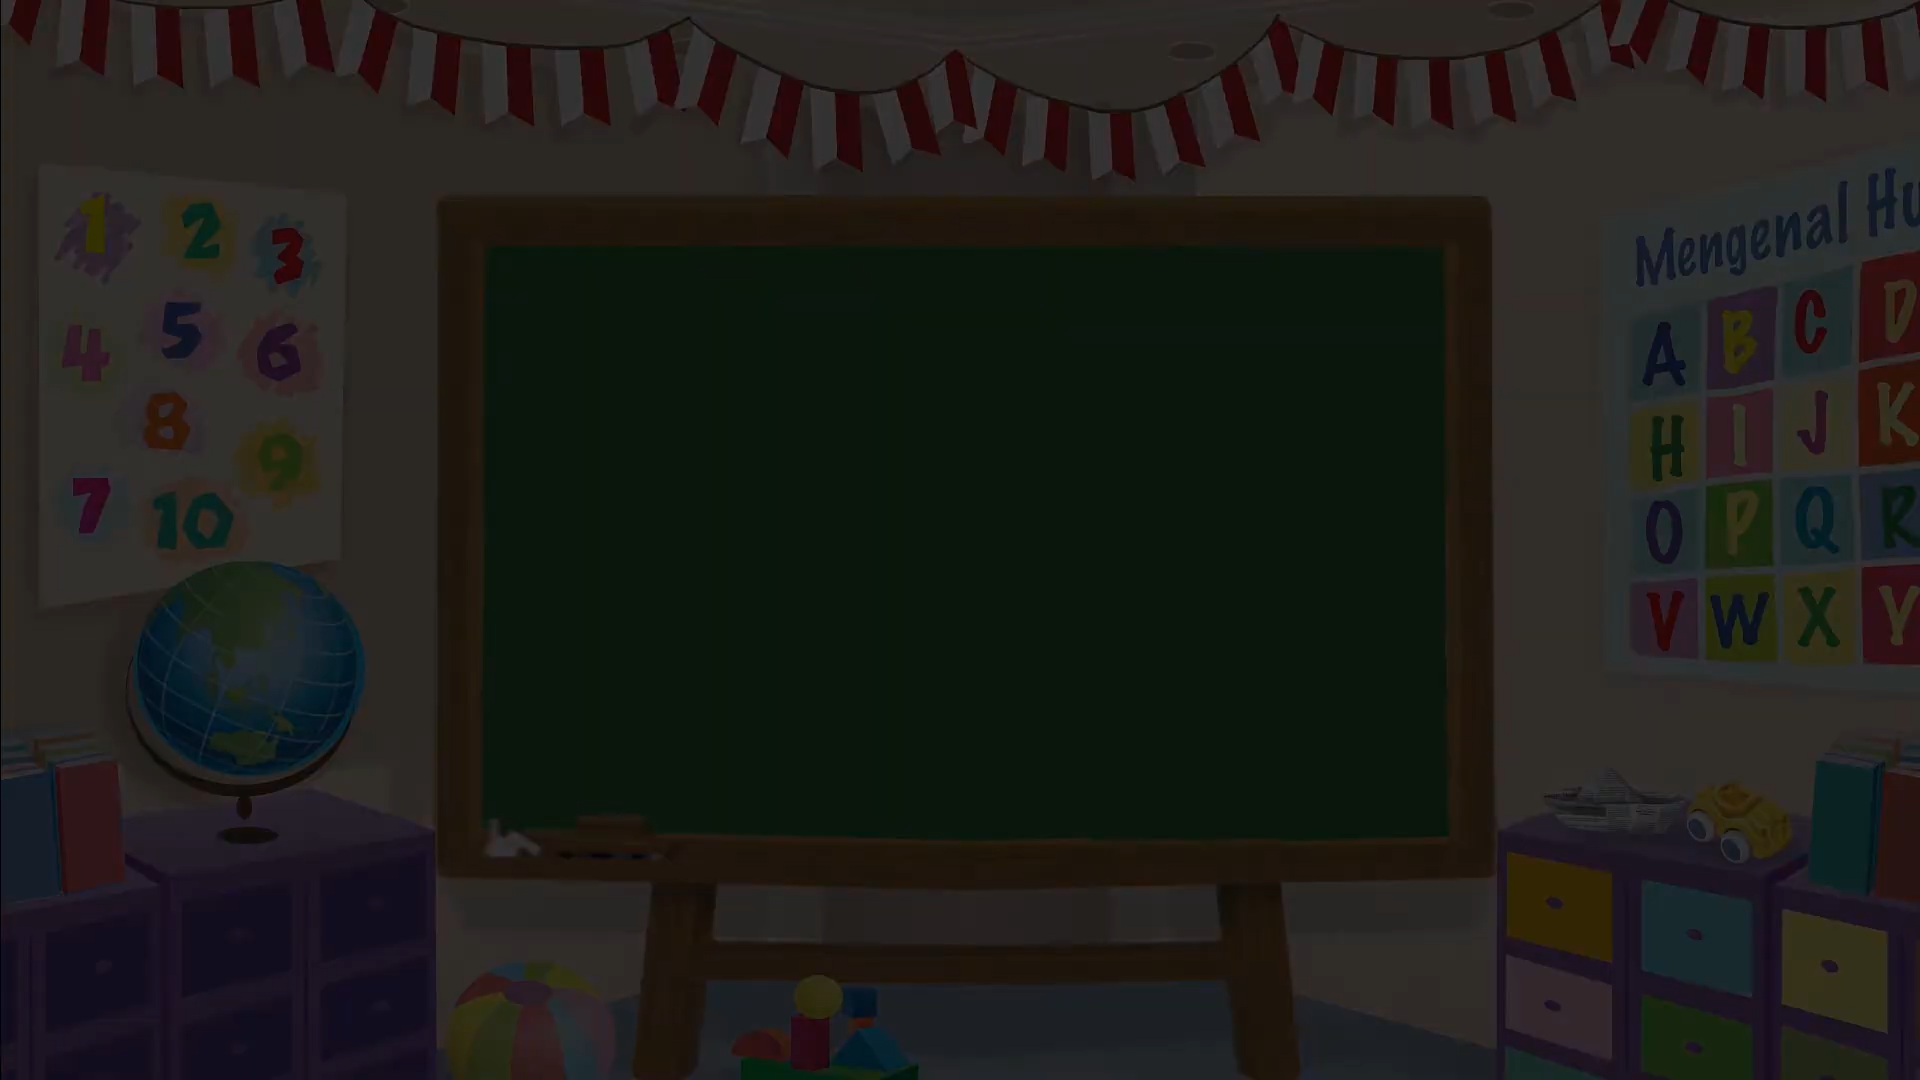 1 2 3
4 5 6
8 9
7 10
Mengenal Hu
A B C D
H I J K
O P Q R
V W X Y